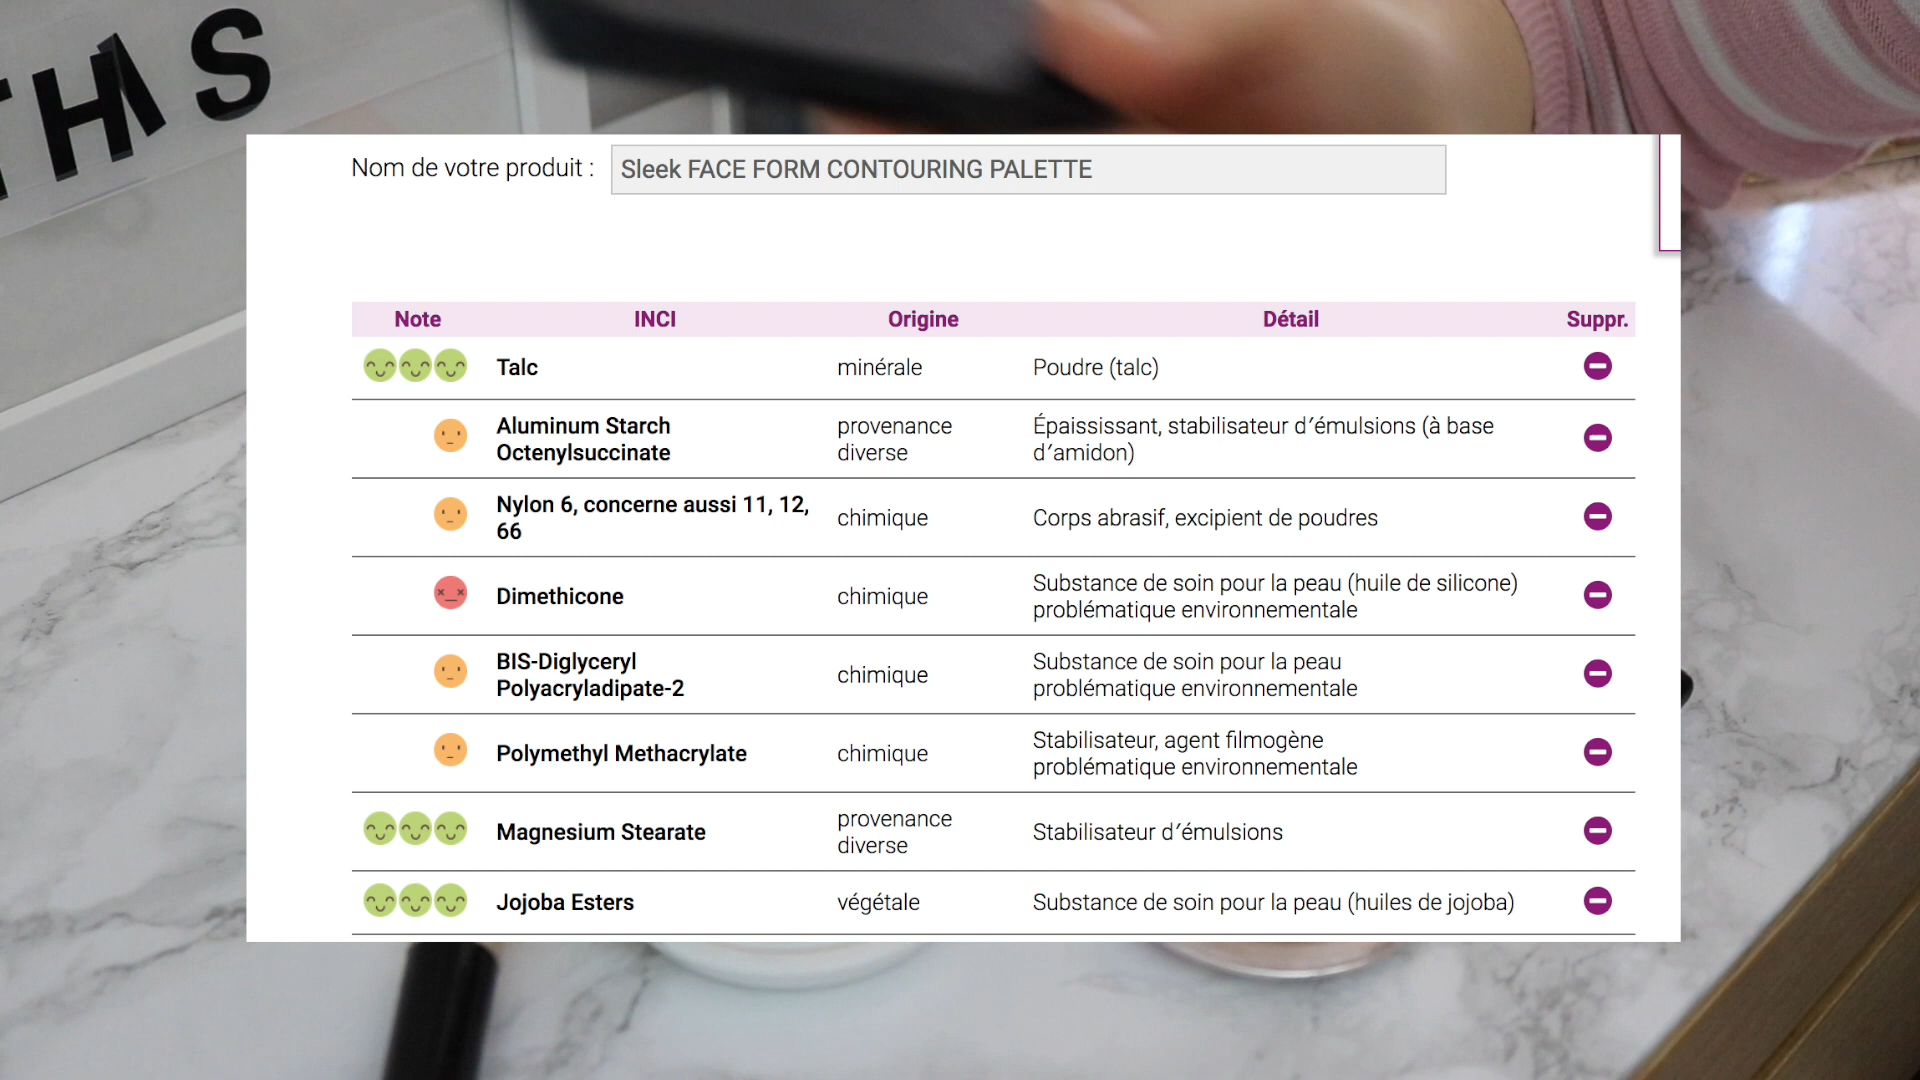 THAS
Nom de votre produit : Sleek FACE FORM CONTOURING PALETTE
Note INCI Origine Détail Suppr.
Talc minérale Poudre (talc)
Aluminum Starch
Octenylsuccinate
provenance
diverse
Épaississant, stabilisateur d’émulsions (à base
d’amidon)
Nylon 6, concerne aussi 11, 12,
66
chimique
Corps abrasif, excipient de poudres
Dimethicone
chimique
Substance de soin pour la peau (huile de silicone)
problématique environnementale
BIS-Diglyceryl
Polyacryladipate-2
chimique
Substance de soin pour la peau
problématique environnementale
Polymethyl Methacrylate
chimique
Stabilisateur, agent filmogène
problématique environnementale
Magnesium Stearate
provenance
diverse
Stabilisateur d’émulsions
Jojoba Esters végétale Substance de soin pour la peau (huiles de jojoba)